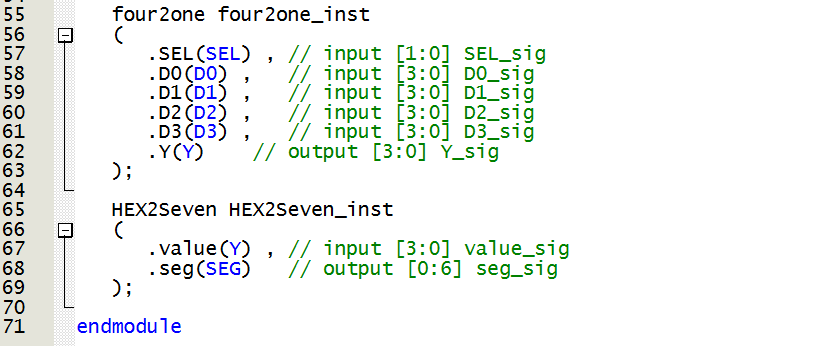 55 four2one four2one_inst
56 (
57 .SEL(SEL) , // input [1:0] SEL_sig
58 .D0(D0) , // input [3:0] D0_sig
59 .D1(D1) , // input [3:0] D1_sig
60 .D2(D2) , // input [3:0] D2_sig
61 .D3(D3) , // input [3:0] D3_sig
62 .Y(Y) // output [3:0] Y_sig
63 );
64
65 HEX2Seven HEX2Seven_inst
66 (
67 .value(Y) , // input [3:0] value_sig
68 .seg(SEG) // output [0:6] seg_sig
69 );
70
71 endmodule